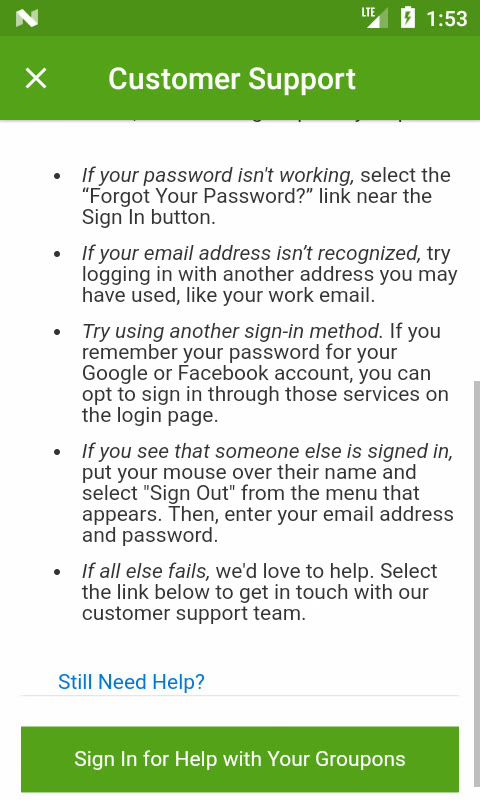 LTE 1:53
Customer Support
• If your password isn't working, select the
“Forgot Your Password?” link near the
Sign In button.
• If your email address isn’t recognized, try
logging in with another address you may
have used, like your work email.
• Try using another sign-in method. If you
remember your password for your
Google or Facebook account, you can
opt to sign in through those services on
the login page.
• If you see that someone else is signed in,
put your mouse over their name and
select "Sign Out" from the menu that
appears. Then, enter your email address
and password.
• If all else fails, we'd love to help. Select
the link below to get in touch with our
customer support team.
Still Need Help?
Sign In for Help with Your Groupons